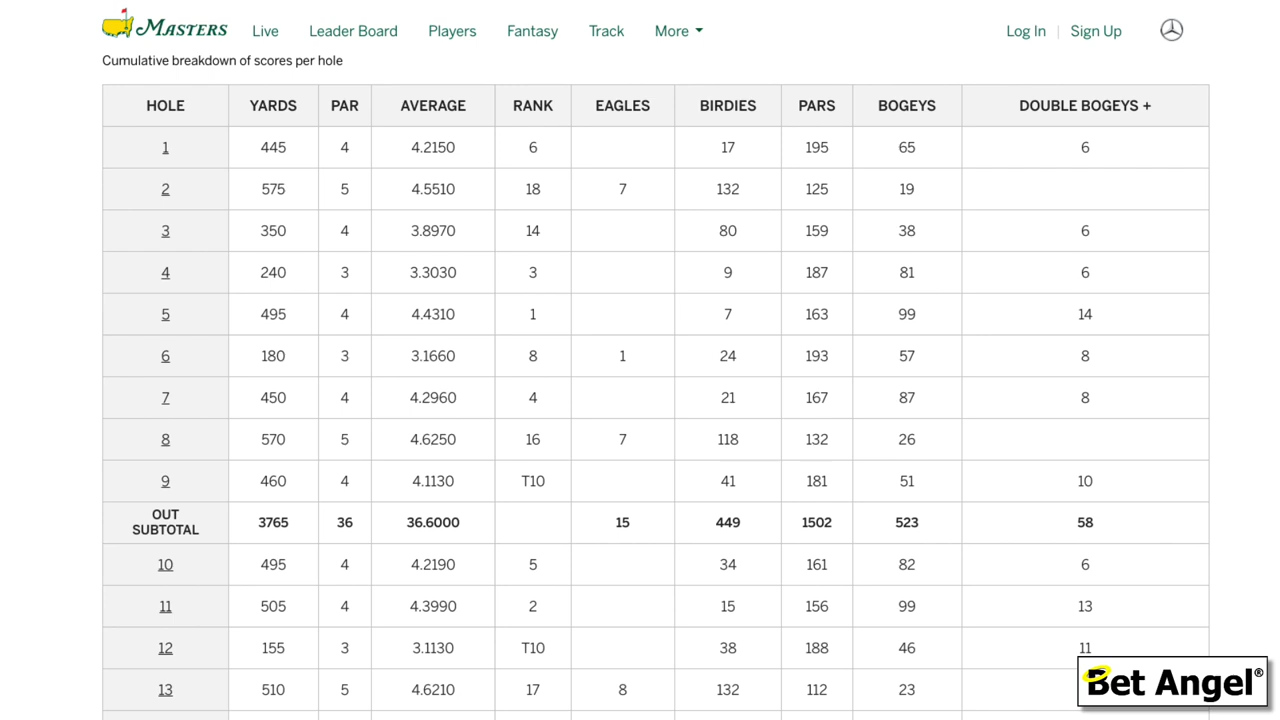 MASTERS Live Leader Board Players Fantasy Track More Log In Sign Up
Cumulative breakdown of scores per hole
HOLE YARDS PAR AVERAGE RANK EAGLES BIRDIES PARS BOGEYS DOUBLE BOGEYS +
1 445 4 4.2150 6 17 195 65 6
2 575 5 4.5510 18 7 132 125 19
3 350 4 3.8970 14 80 159 38 6
4 240 3 3.3030 3 9 187 81 6
5 495 4 4.4310 1 7 163 99 14
6 180 3 3.1660 8 1 24 193 57 8
7 450 4 4.2960 4 21 167 87 8
8 570 5 4.6250 16 7 118 132 26
9 460 4 4.1130 T10 41 181 51 10
OUT
SUBTOTAL 3765 36 36.6000 15 449 1502 523 58
10 495 4 4.2190 5 34 161 82 6
11 505 4 4.3990 2 15 156 99 13
12 155 3 3.1130 T10 38 188 46 11
13 510 5 4.6210 17 8 132 112 23
Bet Angel®